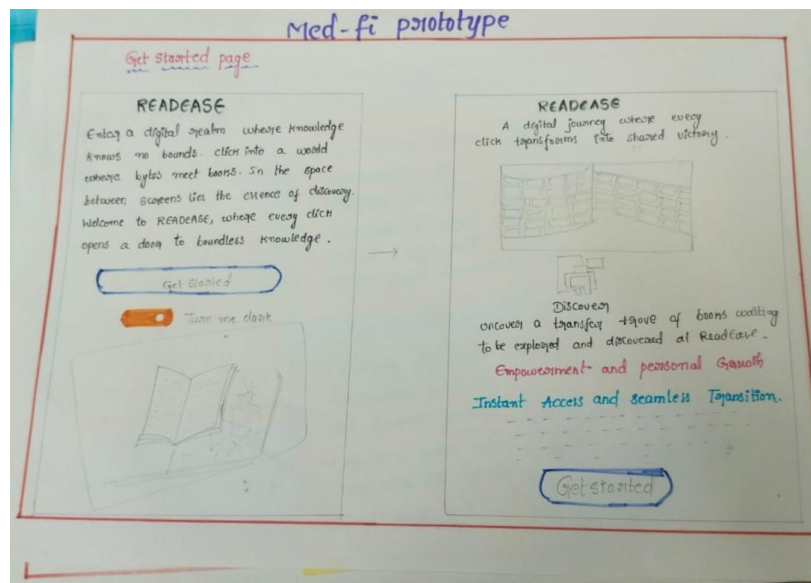 Med-fi prototype
Get started page
READEASE
Enter a digital realm where knowledge
knows no bounds. click into a world
where bytes meet books. in the space
between screens lies the essence of discovery.
Welcome to READEASE, where every click
opens a door to boundless knowledge.
Get started
Turn me dark
READEASE
A digital journey where every
click transforms into shared victory.
Discover
uncover a transfer trove of books waiting
to be explored and discovered at ReadEase.
Empowerment and personal Growth
Instant Access and seamless Transition.
Get started